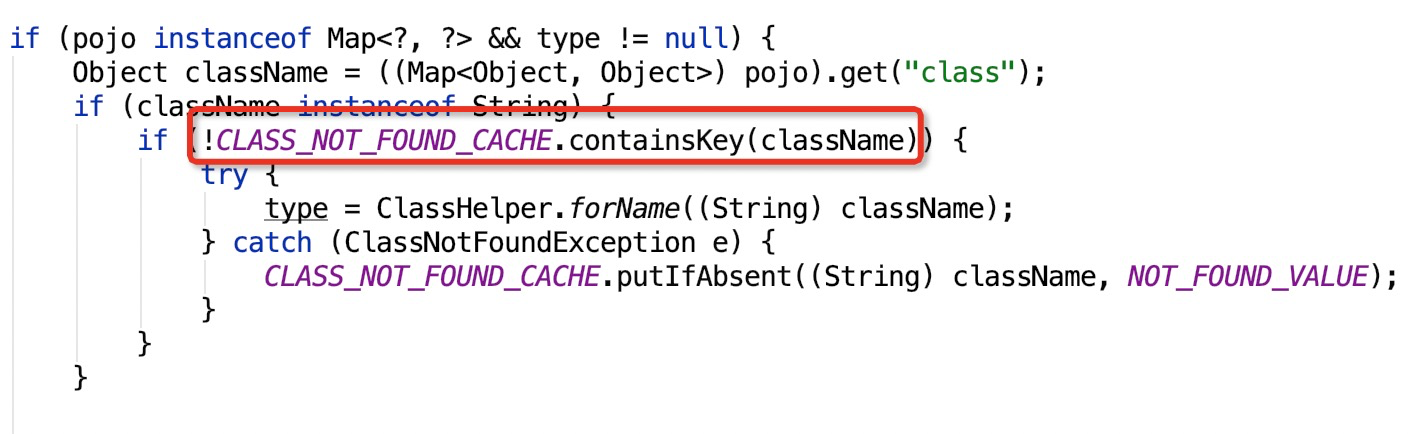 if (pojo instanceof Map<?, ?> && type != null) {
Object className = ((Map<Object, Object>) pojo).get("class");
if (className instanceof String) {
if (!CLASS_NOT_FOUND_CACHE.containsKey(className)) {
try {
type = ClassHelper.forName((String) className);
} catch (ClassNotFoundException e) {
CLASS_NOT_FOUND_CACHE.putIfAbsent((String) className, NOT_FOUND_VALUE);
}
}
}